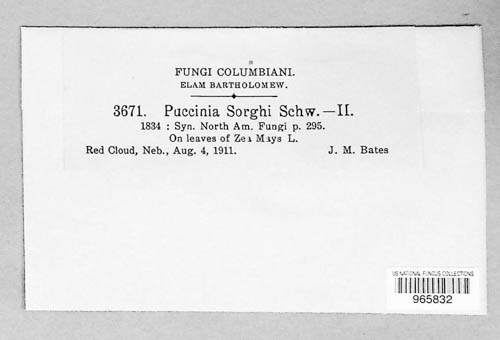 FUNGI COLUMBIANI.
ELAM BARTHOLOMEW.
3671. Puccinia Sorghi Schw.—II.
1834 : Syn. North Am. Fungi p. 295.
On leaves of Zea Mays L.
Red Cloud, Neb., Aug. 4, 1911. J. M. Bates
US NATIONAL FUNGUS COLLECTIONS
965832